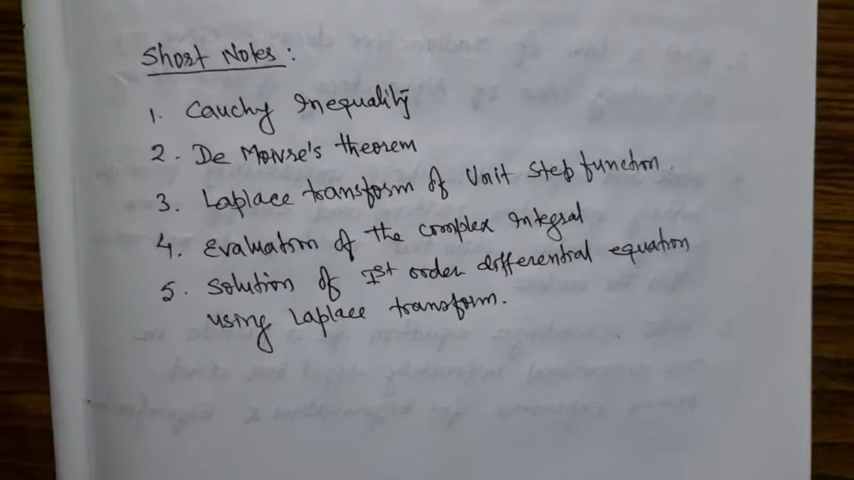 Short Notes:
1. Cauchy Inequality
2. De Moivre's theorem
3. Laplace transform of Unit Step function.
4. Evaluation of the complex Integral
5. Solution of Ist order differential equation
using Laplace transform.